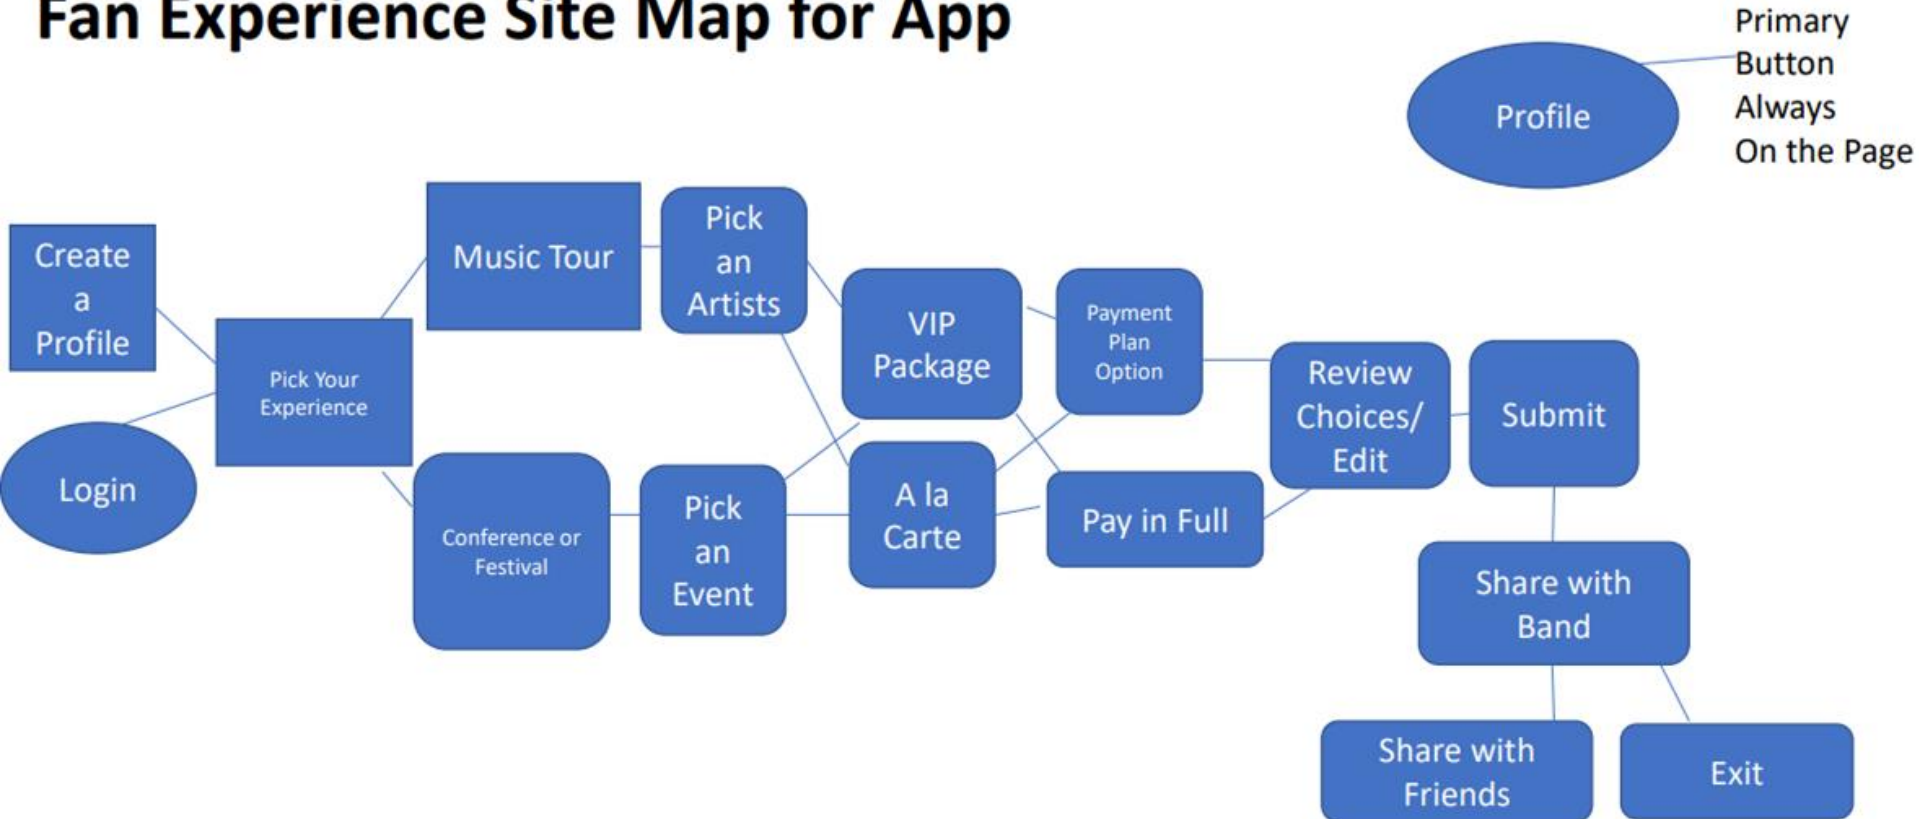 Fan Experience Site Map for App
Primary
Button
Always
On the Page
Profile
Create
a
Profile
Login
Pick Your
Experience
Music Tour
Pick
an
Artists
Conference or
Festival
Pick
an
Event
VIP
Package
A la
Carte
Payment
Plan
Option
Pay in Full
Review
Choices/
Edit
Submit
Share with
Band
Share with
Friends
Exit